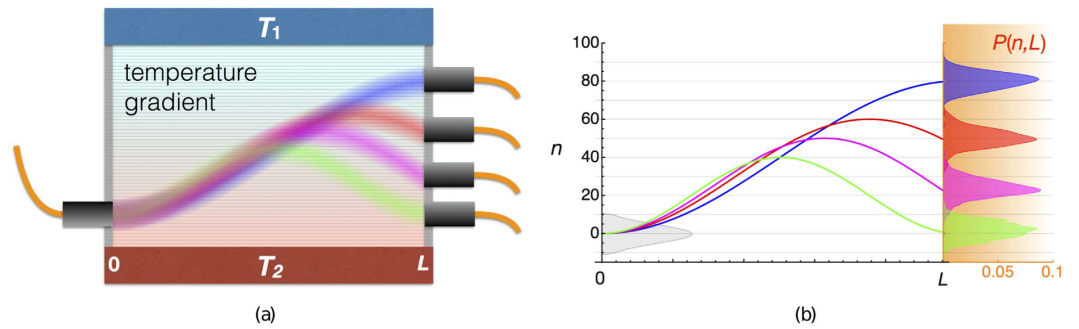 T1
temperature
gradient
0
T2
L
(a)
100
80
60
40
20
0
n
0
L
P(n,L)
0.05
0.1
(b)